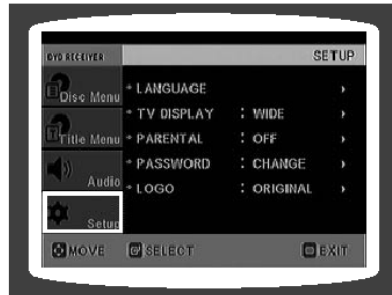 DVD RECEIVER SETUP
Disc Menu
Title Menu
Audio
Setup
LANGUAGE
TV DISPLAY : WIDE
PARENTAL : OFF
PASSWORD : CHANGE
LOGO : ORIGINAL
MOVE SELECT EXIT